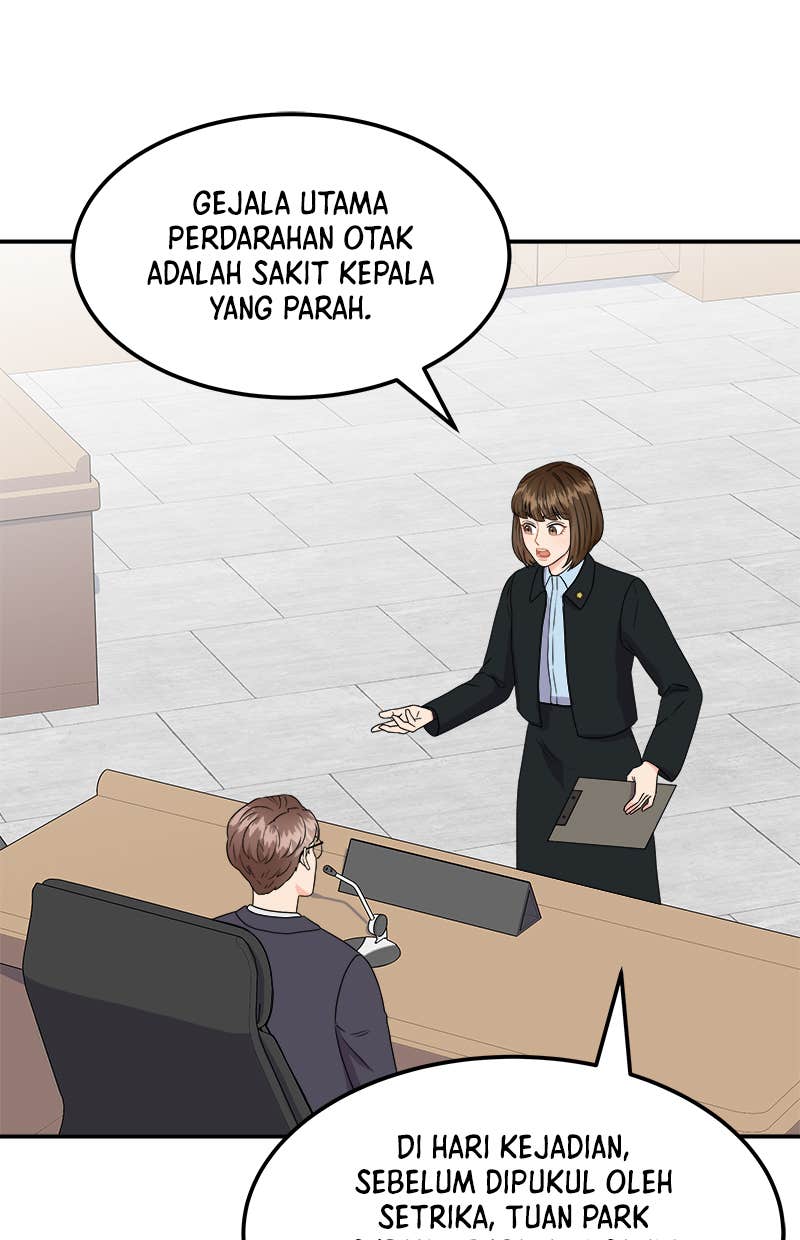 GEJALA UTAMA
PERDARAHAN OTAK
ADALAH SAKIT KEPALA
YANG PARAH.
DI HARI KEJADIAN,
SEBELUM DIPUKUL OLEH
SETRIKA, TUAN PARK